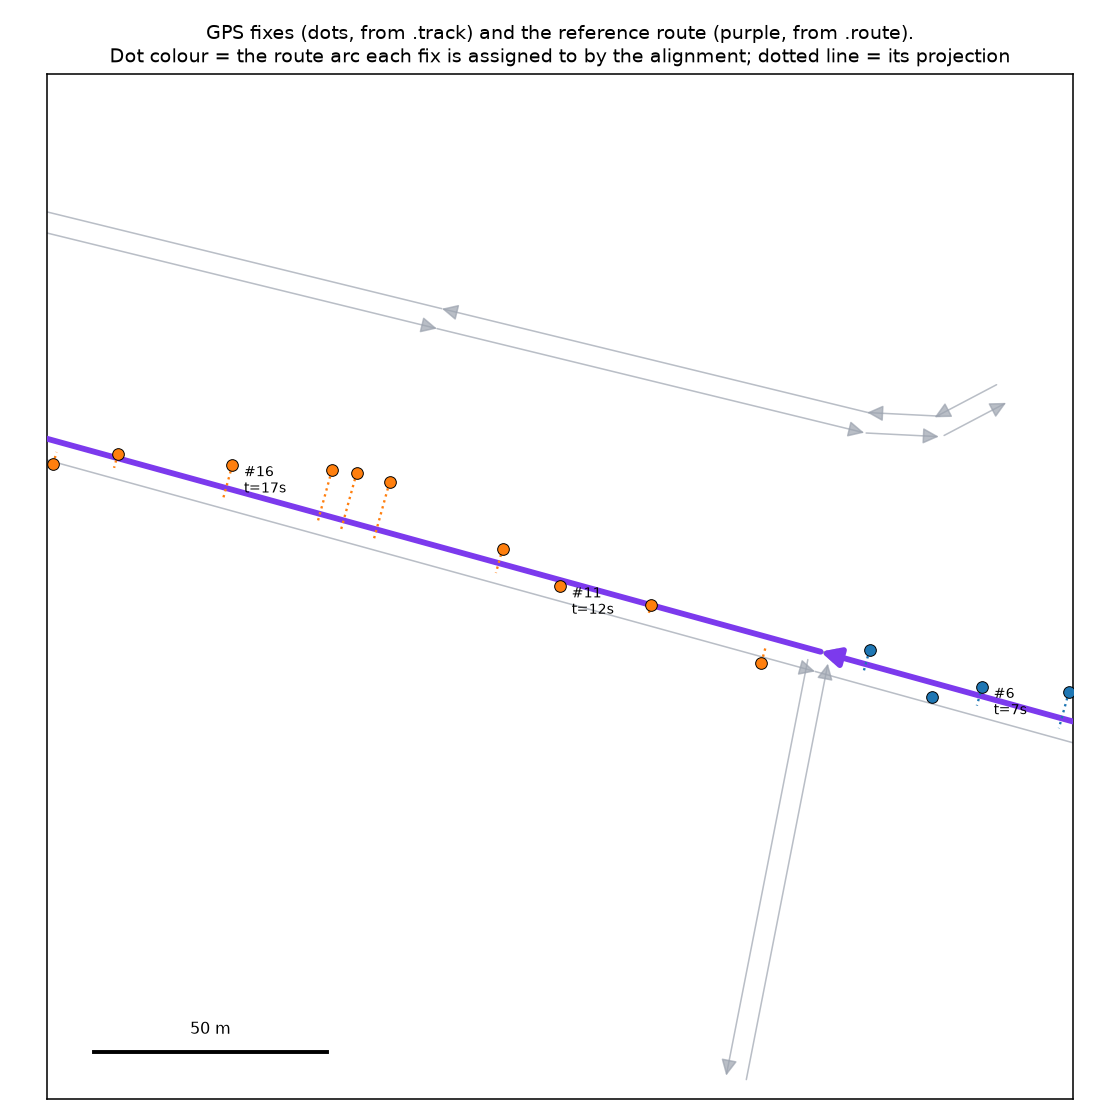 GPS fixes (dots, from .track) and the reference route (purple, from .route).
Dot colour = the route arc each fix is assigned to by the alignment; dotted line = its projection
#16
t=17s
#11
t=12s
#6
t=7s
50 m